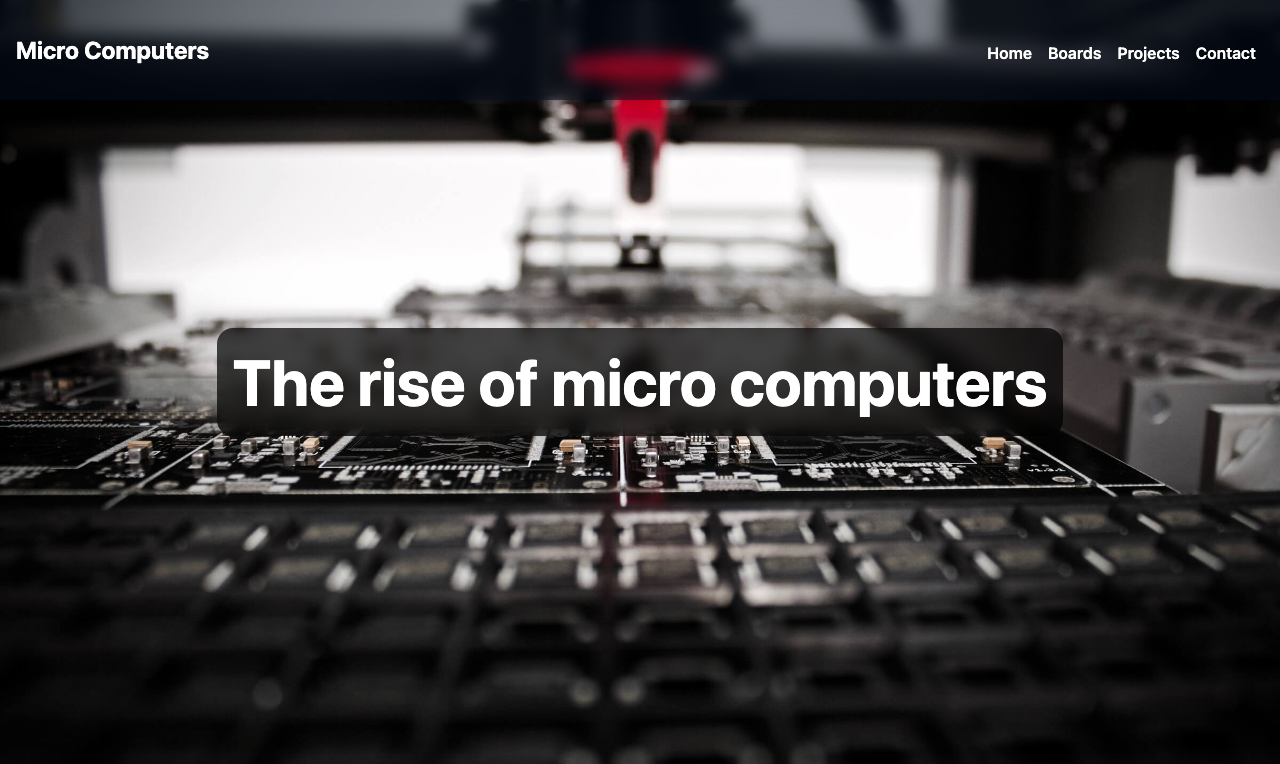 Micro Computers
Home Boards Projects Contact
The rise of micro computers